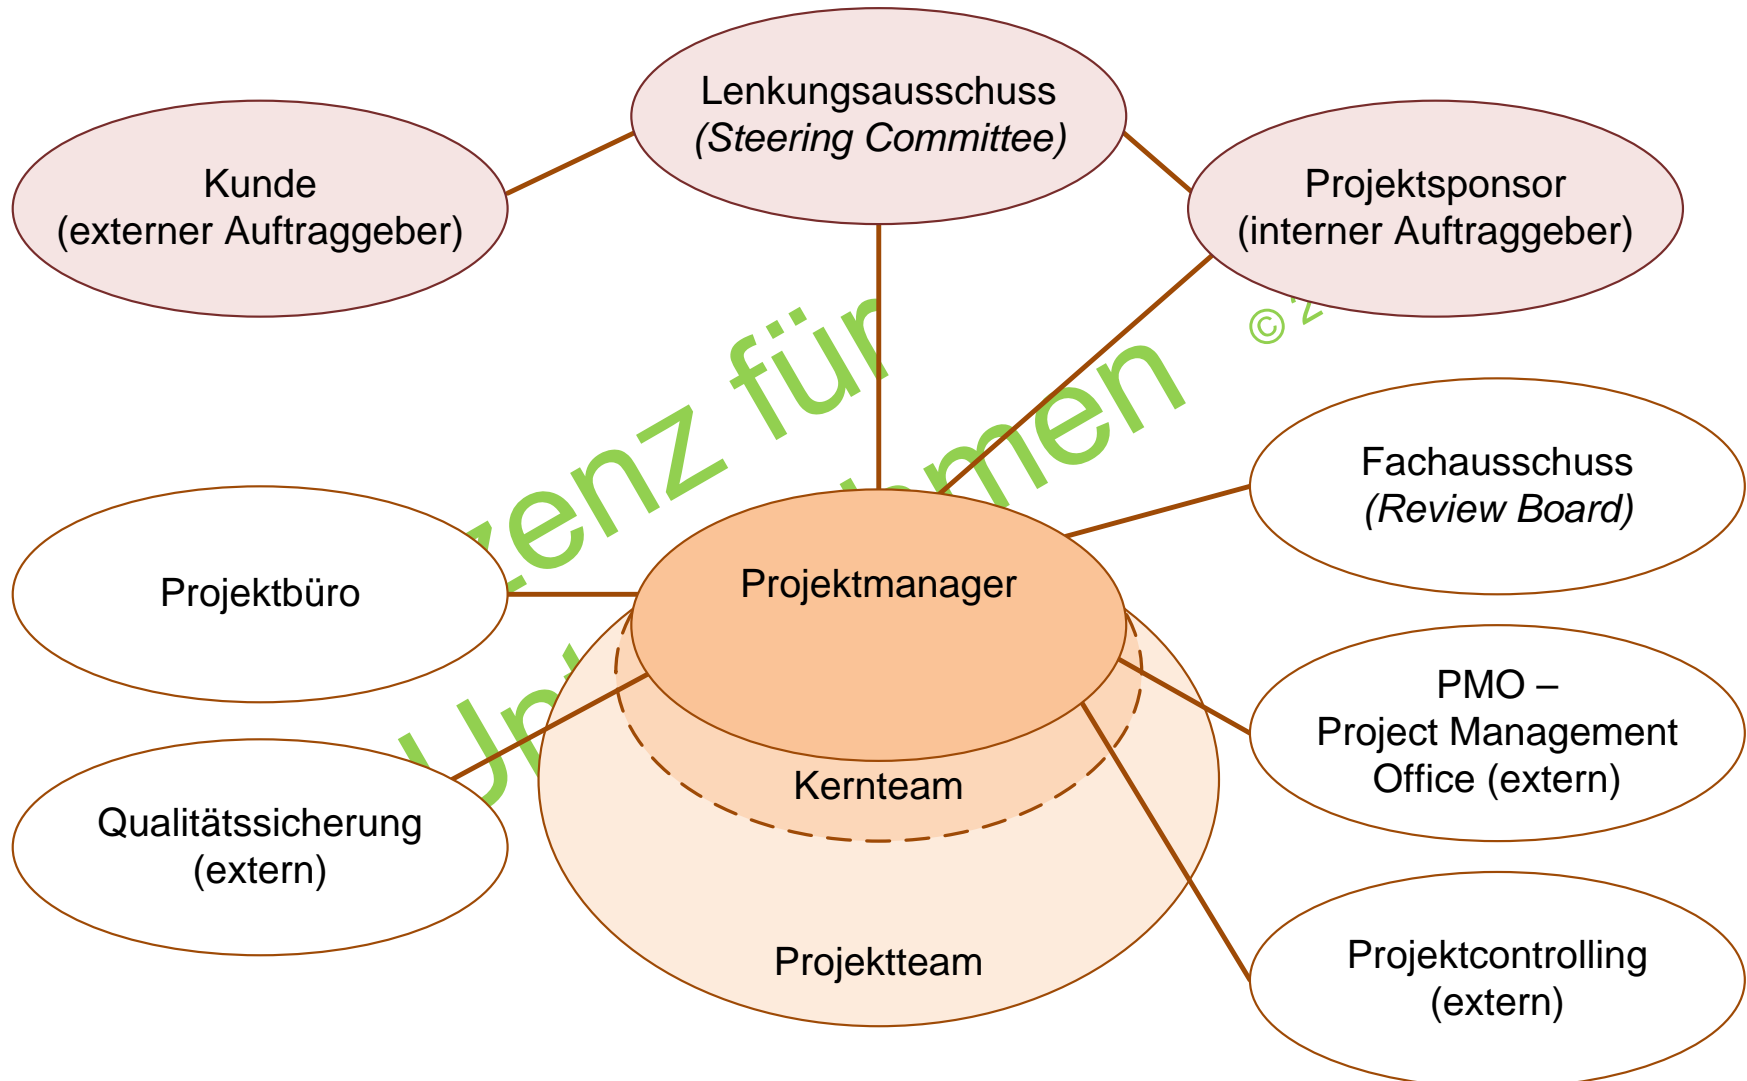 Lenkungsausschuss
(Steering Committee)
Kunde
(externer Auftraggeber)
Projektsponsor
(interner Auftraggeber)
©
für
Fachausschuss
(Review Board)
Projektbüro
Projektmanager
PMO –
Project Management
Office (extern)
Kernteam
Qualitätssicherung
(extern)
Projektteam
Projektcontrolling
(extern)